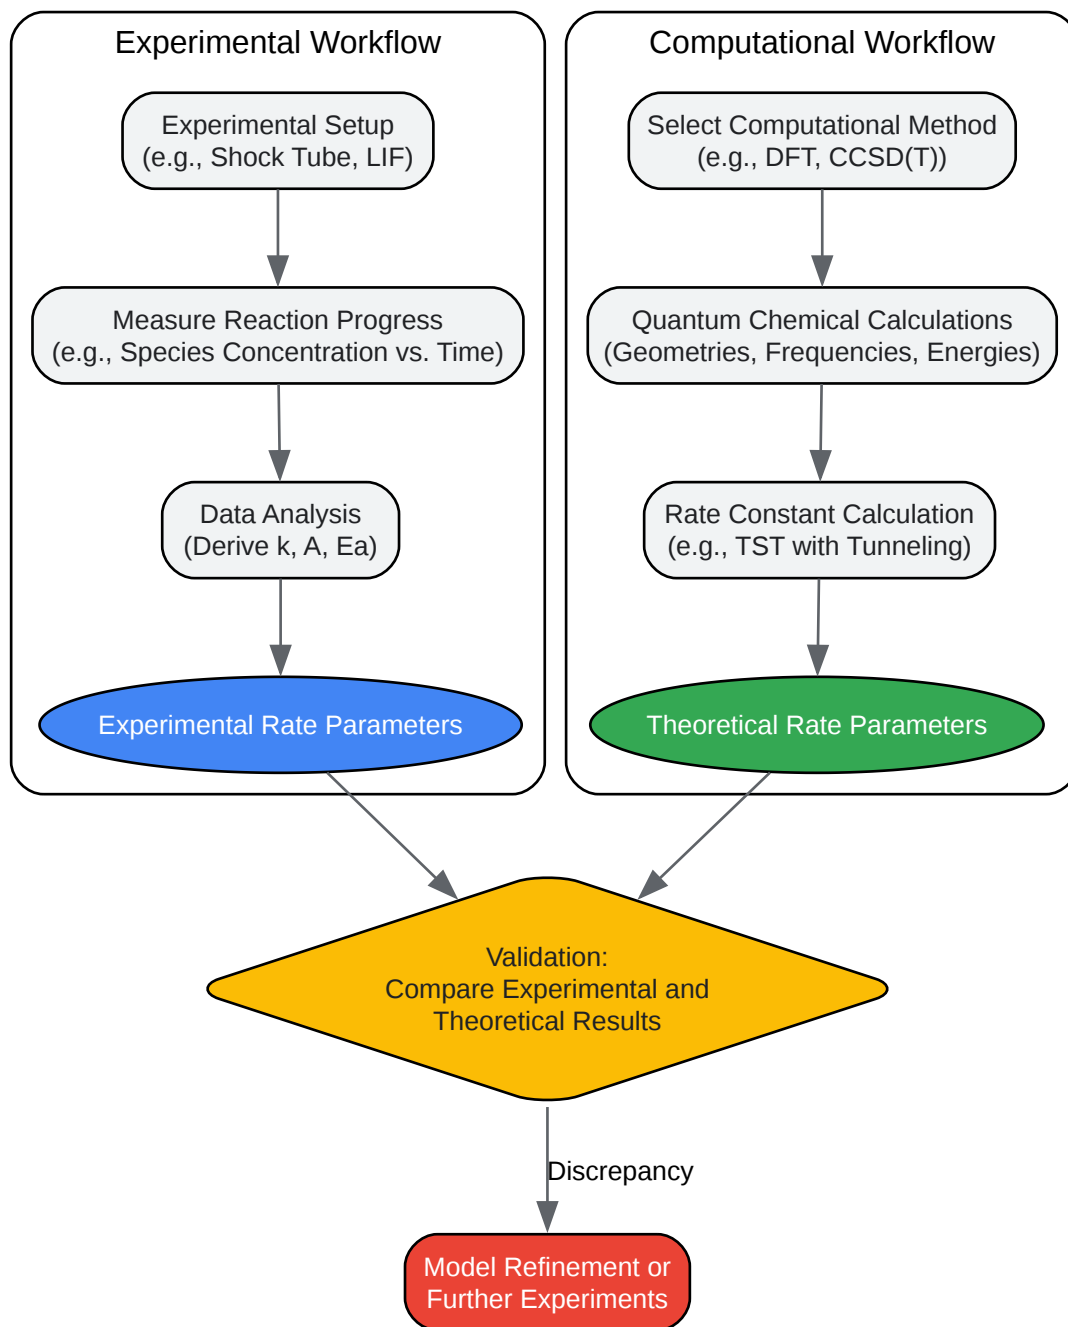 Experimental Workflow
Experimental Setup
(e.g., Shock Tube, LIF)
Measure Reaction Progress
(e.g., Species Concentration vs. Time)
Data Analysis
(Derive k, A, Ea)
Experimental Rate Parameters
Computational Workflow
Select Computational Method
(e.g., DFT, CCSD(T))
Quantum Chemical Calculations
(Geometries, Frequencies, Energies)
Rate Constant Calculation
(e.g., TST with Tunneling)
Theoretical Rate Parameters
Validation:
Compare Experimental and
Theoretical Results
Discrepancy
Model Refinement or
Further Experiments